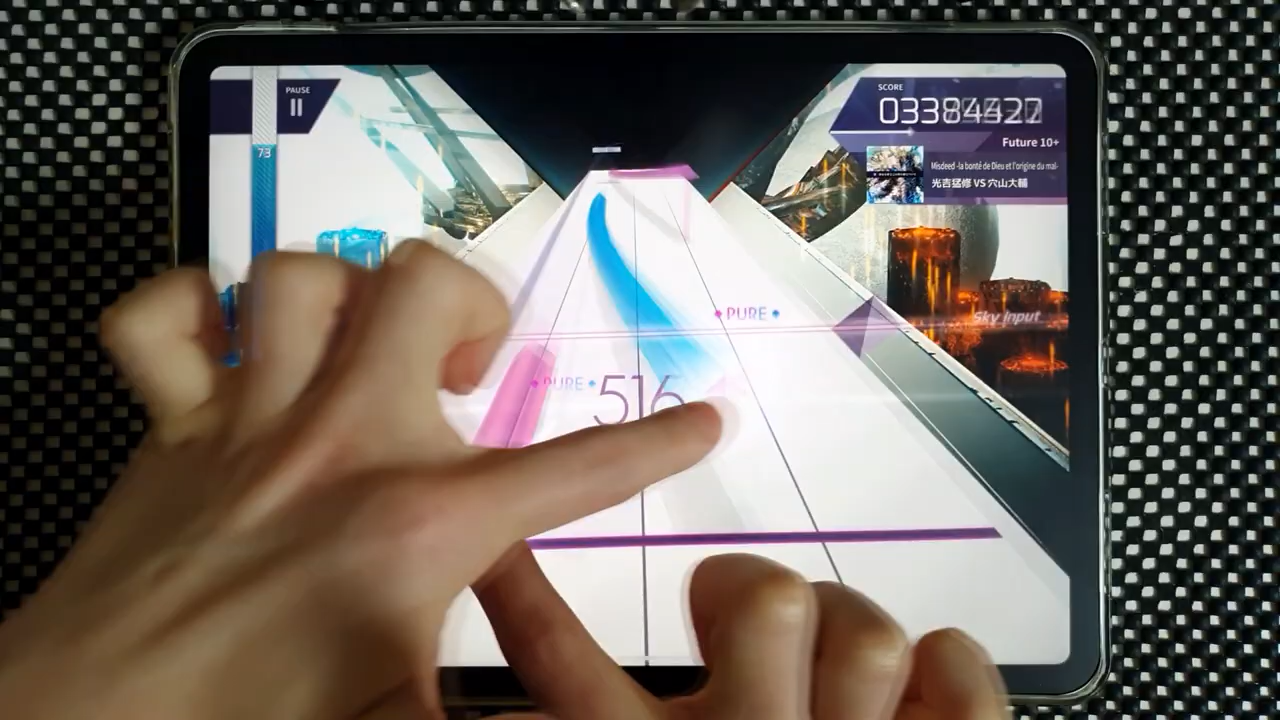 PAUSE
SCORE
Future 10+
Misdeed -la bonté de Dieu et l'origine du mal-
光吉猛修 VS 穴山大輔
73
PURE
Sky Input
PURE
516